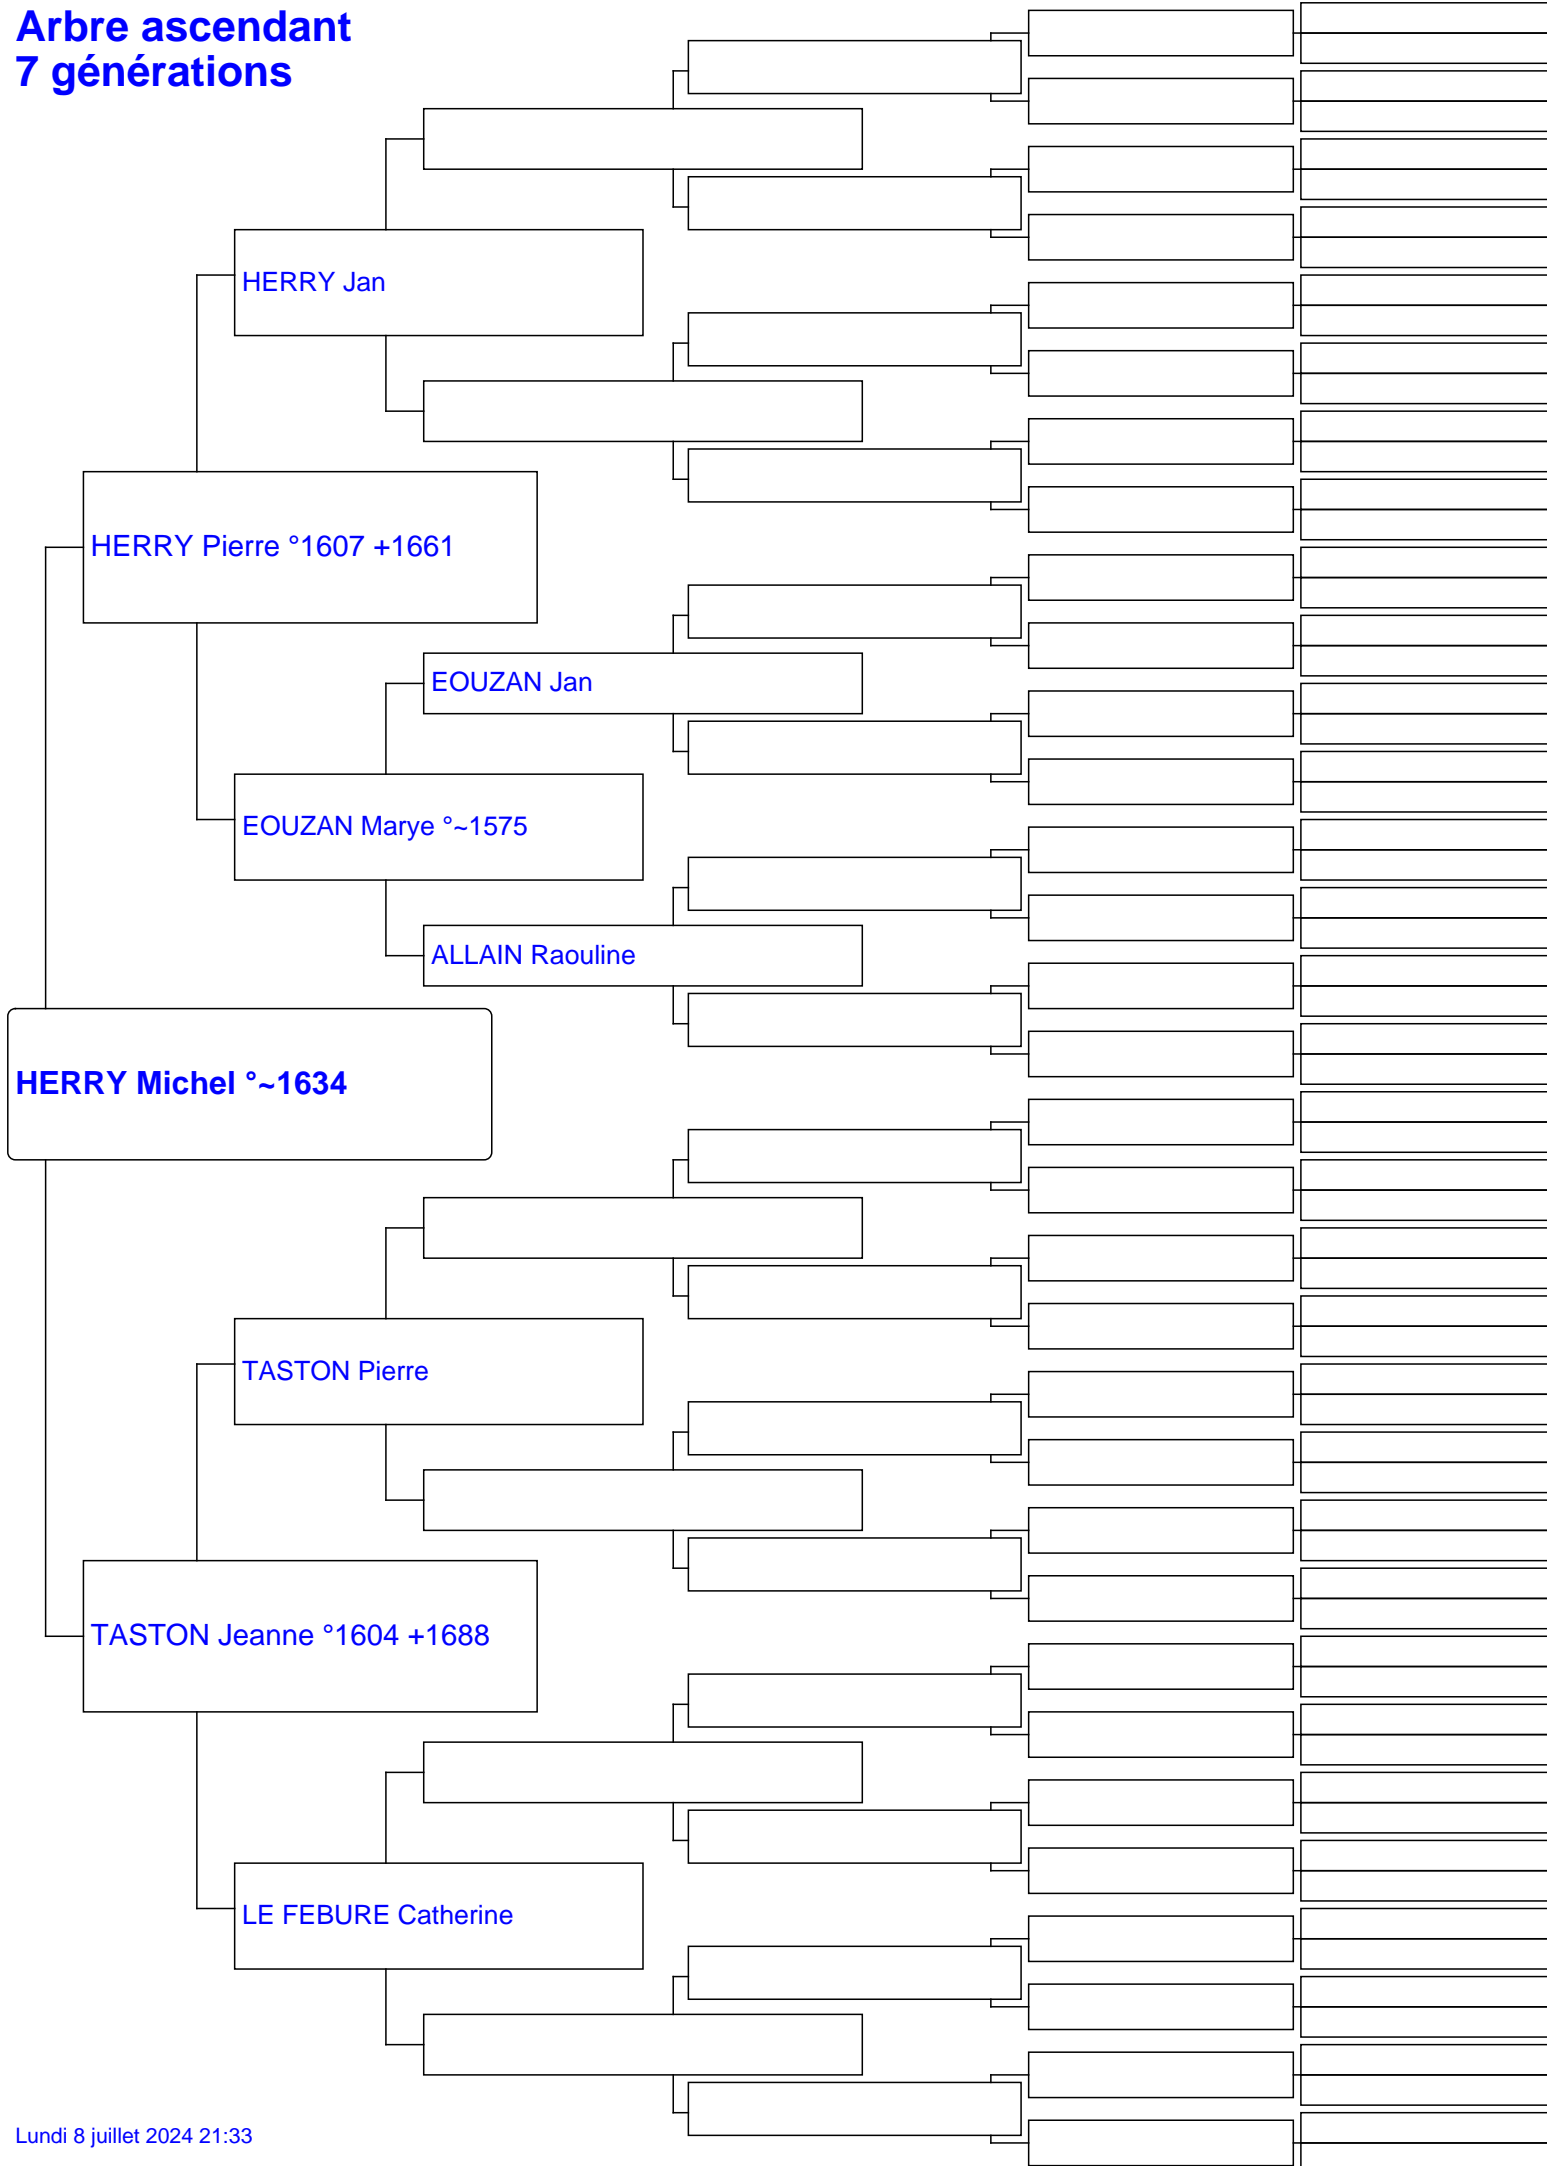 Arbre ascendant
7 générations
HERRY Jan
HERRY Pierre °1607 +1661
EOUZAN Jan
EOUZAN Marye °~1575
ALLAIN Raouline
HERRY Michel °~1634
TASTON Pierre
TASTON Jeanne °1604 +1688
LE FEBURE Catherine
Lundi 8 juillet 2024 21:33